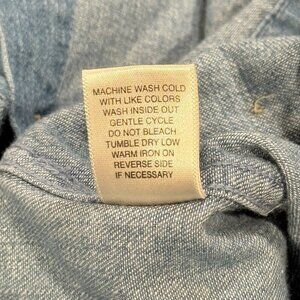 MACHINE WASH COLD
WITH LIKE COLORS
WASH INSIDE OUT
GENTLE CYCLE
DO NOT BLEACH
TUMBLE DRY LOW
WARM IRON ON
REVERSE SIDE
IF NECESSARY